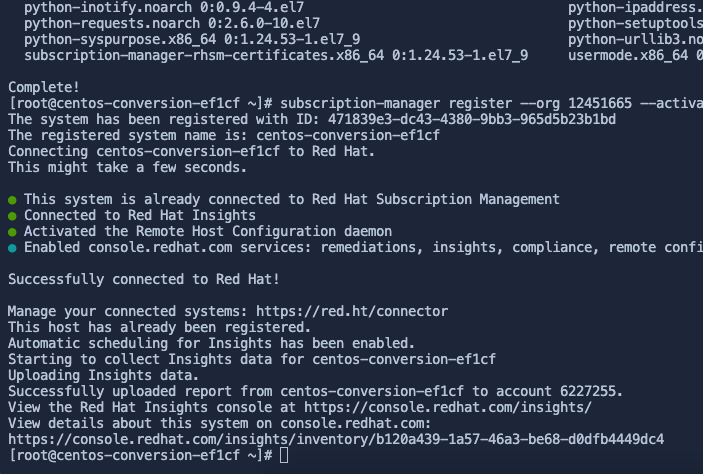 python-inotify.noarch 0:0.9.4-4.el7 python-ipaddress.
python-requests.noarch 0:2.6.0-10.el7 python-setuptools
python-syspurpose.x86_64 0:1.24.53-1.el7_9 python-urllib3.no
subscription-manager-rhsm-certificates.x86_64 0:1.24.53-1.el7_9 usermode.x86_64 0
Complete!
[root@centos-conversion-ef1cf ~]# subscription-manager register --org 12451665 --activa
The system has been registered with ID: 471839e3-dc43-4380-9bb3-965d5b23b1bd
The registered system name is: centos-conversion-ef1cf
Connecting centos-conversion-ef1cf to Red Hat.
This might take a few seconds.
● This system is already connected to Red Hat Subscription Management
● Connected to Red Hat Insights
● Activated the Remote Host Configuration daemon
● Enabled console.redhat.com services: remediations, insights, compliance, remote confi
Successfully connected to Red Hat!
Manage your connected systems: https://red.ht/connector
This host has already been registered.
Automatic scheduling for Insights has been enabled.
Starting to collect Insights data for centos-conversion-ef1cf
Uploading Insights data.
Successfully uploaded report from centos-conversion-ef1cf to account 6227255.
View the Red Hat Insights console at https://console.redhat.com/insights/
View details about this system on console.redhat.com:
https://console.redhat.com/insights/inventory/b120a439-1a57-46a3-be68-d0dfb4449dc4
[root@centos-conversion-ef1cf ~]#